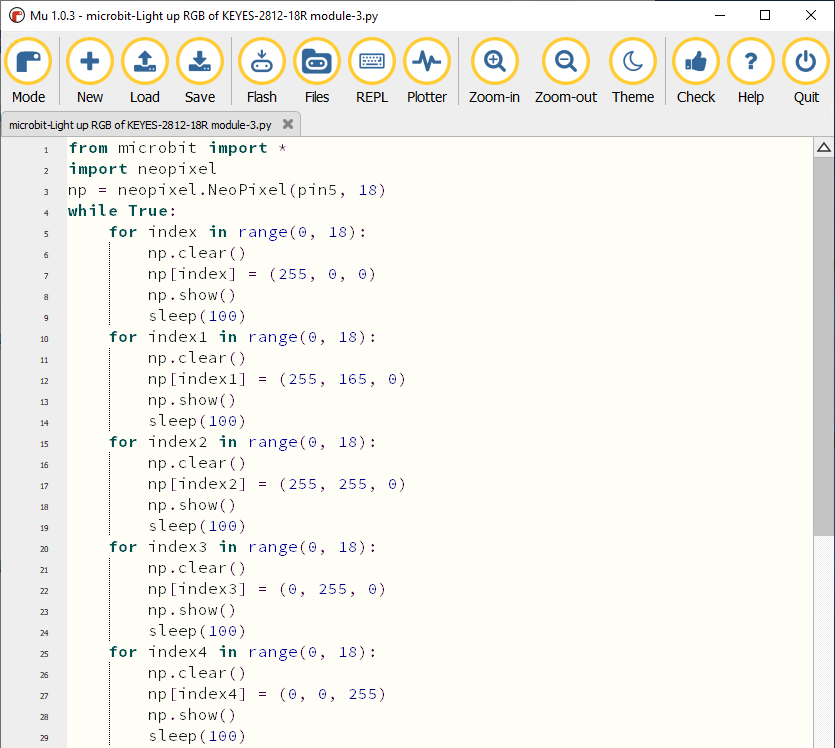 Mu 1.0.3 - microbit-Light up RGB of KEYES-2812-18R module-3.py
Mode New Load Save Flash Files REPL Plotter Zoom-in Zoom-out Theme Check Help Quit
microbit-Light up RGB of KEYES-2812-18R module-3.py
1 from microbit import *
2 import neopixel
3 np = neopixel.NeoPixel(pin5, 18)
4 while True:
5     for index in range(0, 18):
6         np.clear()
7         np[index] = (255, 0, 0)
8         np.show()
9         sleep(100)
10     for index1 in range(0, 18):
11         np.clear()
12         np[index1] = (255, 165, 0)
13         np.show()
14         sleep(100)
15     for index2 in range(0, 18):
16         np.clear()
17         np[index2] = (255, 255, 0)
18         np.show()
19         sleep(100)
20     for index3 in range(0, 18):
21         np.clear()
22         np[index3] = (0, 255, 0)
23         np.show()
24         sleep(100)
25     for index4 in range(0, 18):
26         np.clear()
27         np[index4] = (0, 0, 255)
28         np.show()
29         sleep(100)